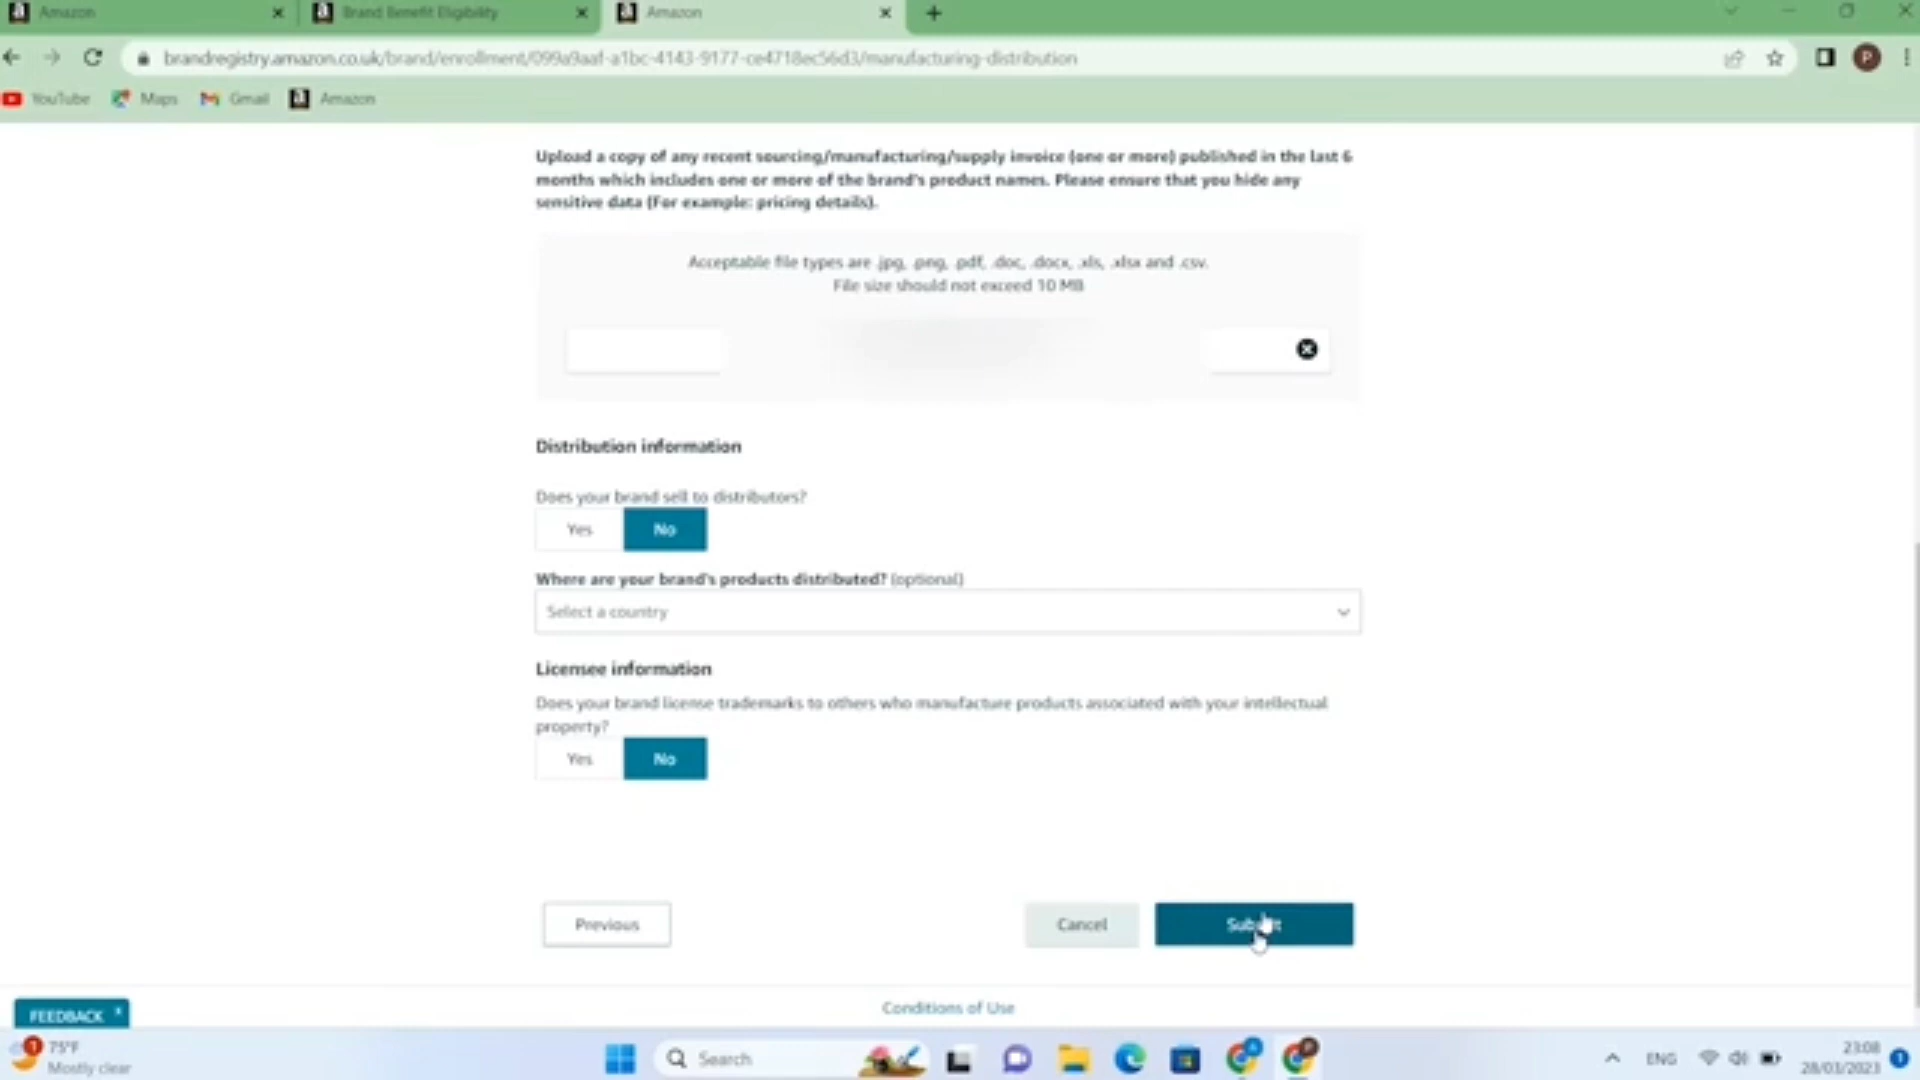 Amazon
Brand Benefit Eligibility
Amazon
brandregistry.amazon.co.uk/brand/enrollment/099a9aaf-a1bc-4143-9177-ce4718ec56d3/manufacturing-distribution
P
YouTube
Maps
Gmail
Amazon
Upload a copy of any recent sourcing/manufacturing/supply invoice (one or more) published in the last 6
months which includes one or more of the brand's product names. Please ensure that you hide any
sensitive data (For example: pricing details).
Acceptable file types are .jpg, .png, .pdf, .doc, .docx, .xls, .xlsx and .csv.
File size should not exceed 10 MB
Distribution information
Does your brand sell to distributors?
Yes No
Where are your brand's products distributed? (optional)
Select a country
Licensee information
Does your brand license trademarks to others who manufacture products associated with your intellectual
property?
Yes No
Previous
Cancel
Submit
Conditions of Use
FEEDBACK
1
75°F
Mostly clear
Search
ENG
23:08
28/03/2023
1